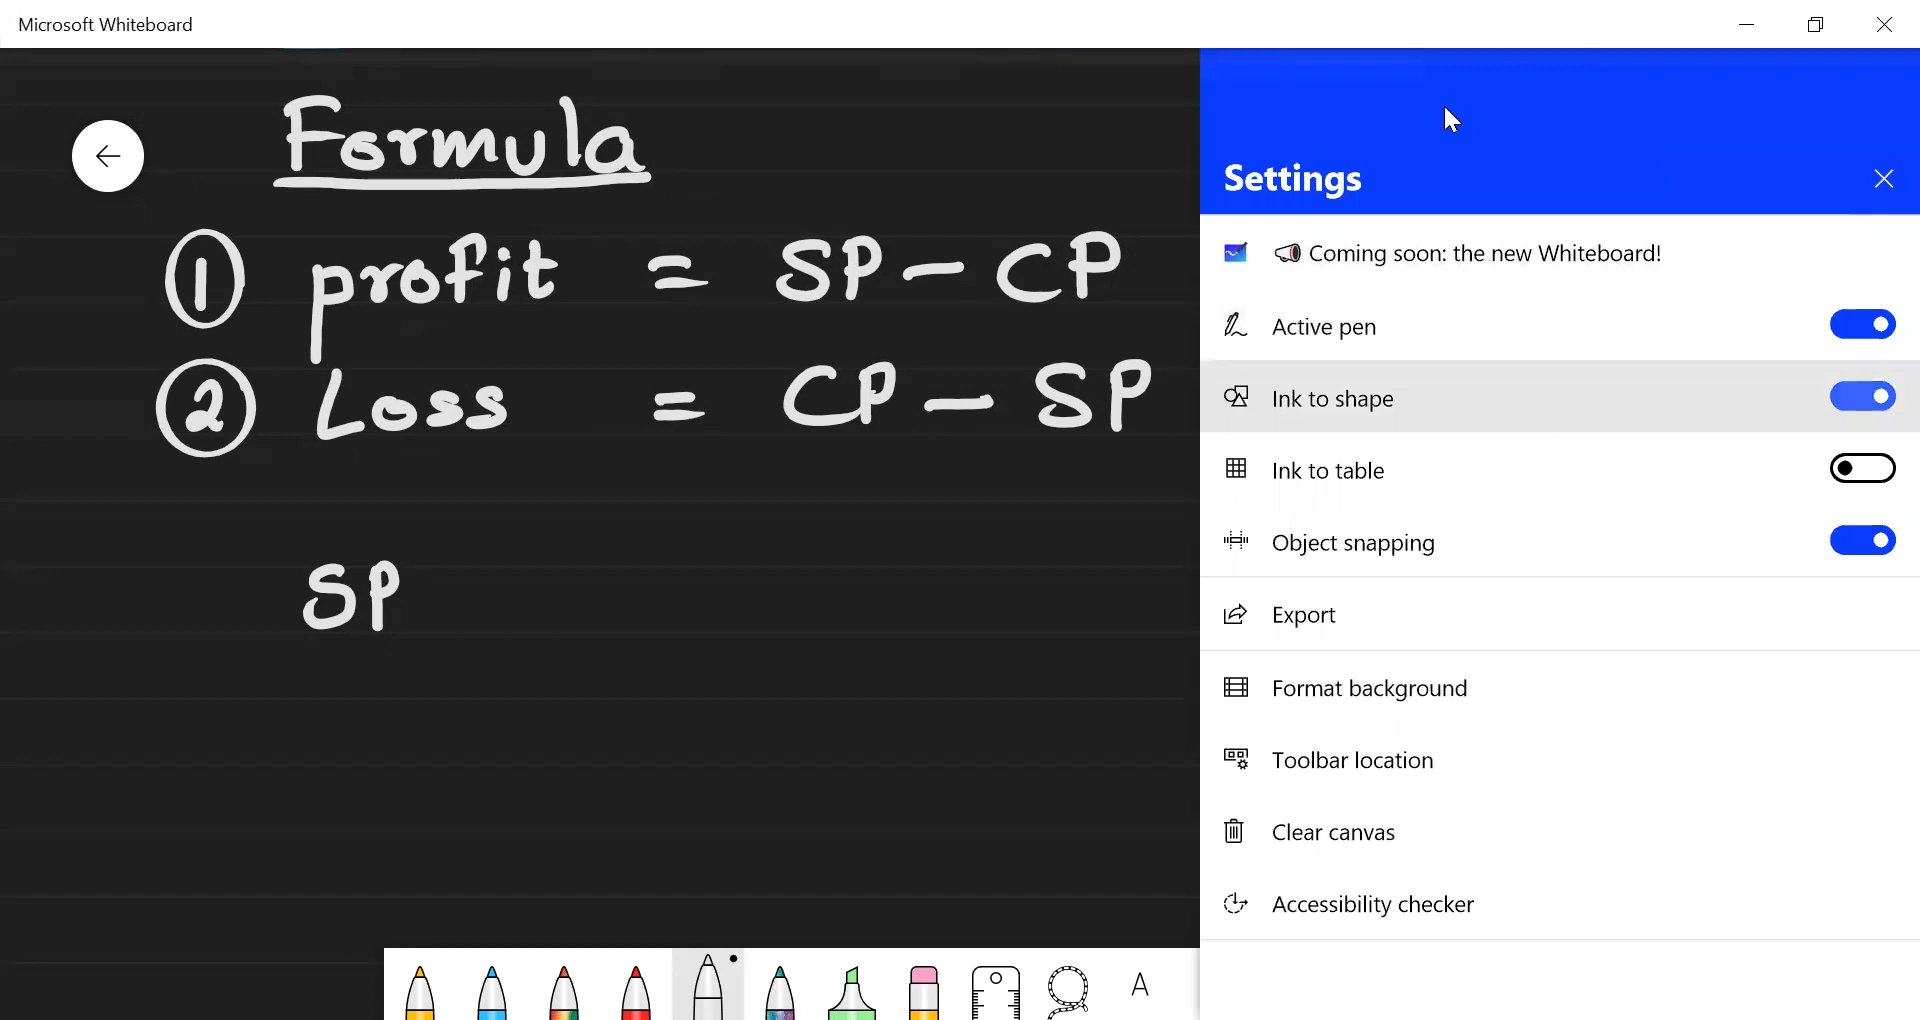 Microsoft Whiteboard
Formula
① profit = SP - CP
② Loss = CP - SP
SP
Settings
Coming soon: the new Whiteboard!
Active pen
Ink to shape
Ink to table
Object snapping
Export
Format background
Toolbar location
Clear canvas
Accessibility checker
A